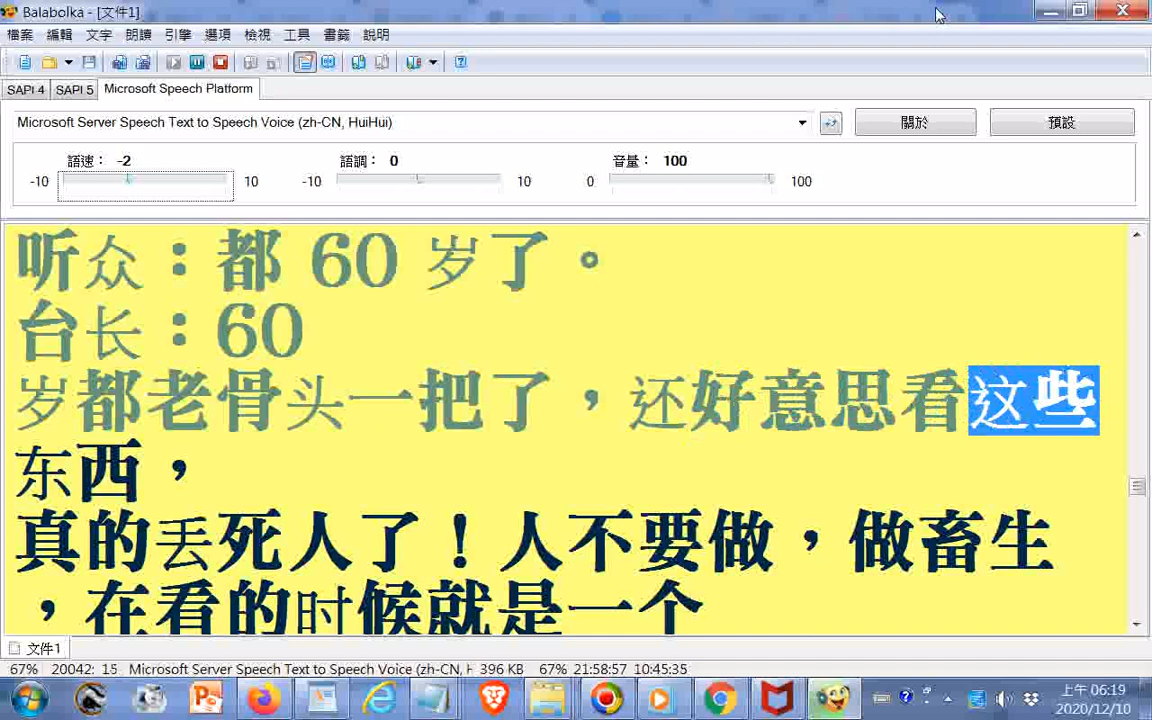 Balabolka - [文件1]
檔案 編輯 文字 朗讀 引擎 選項 檢視 工具 書籤 說明
SAPI 4 SAPI 5 Microsoft Speech Platform
Microsoft Server Speech Text to Speech Voice (zh-CN, HuiHui) 關於 預設
語速： -2 語調： 0 音量： 100
-10 10 -10 10 0 100
听众：都 60 岁了。
台长：60
岁都老骨头一把了，还好意思看这些
东西，
真的丢死人了！人不要做，做畜生
，在看的时候就是一个
文件1
67% 20042: 15 Microsoft Server Speech Text to Speech Voice (zh-CN, H 396 KB 67% 21:58:57 10:45:35
上午 06:19
2020/12/10